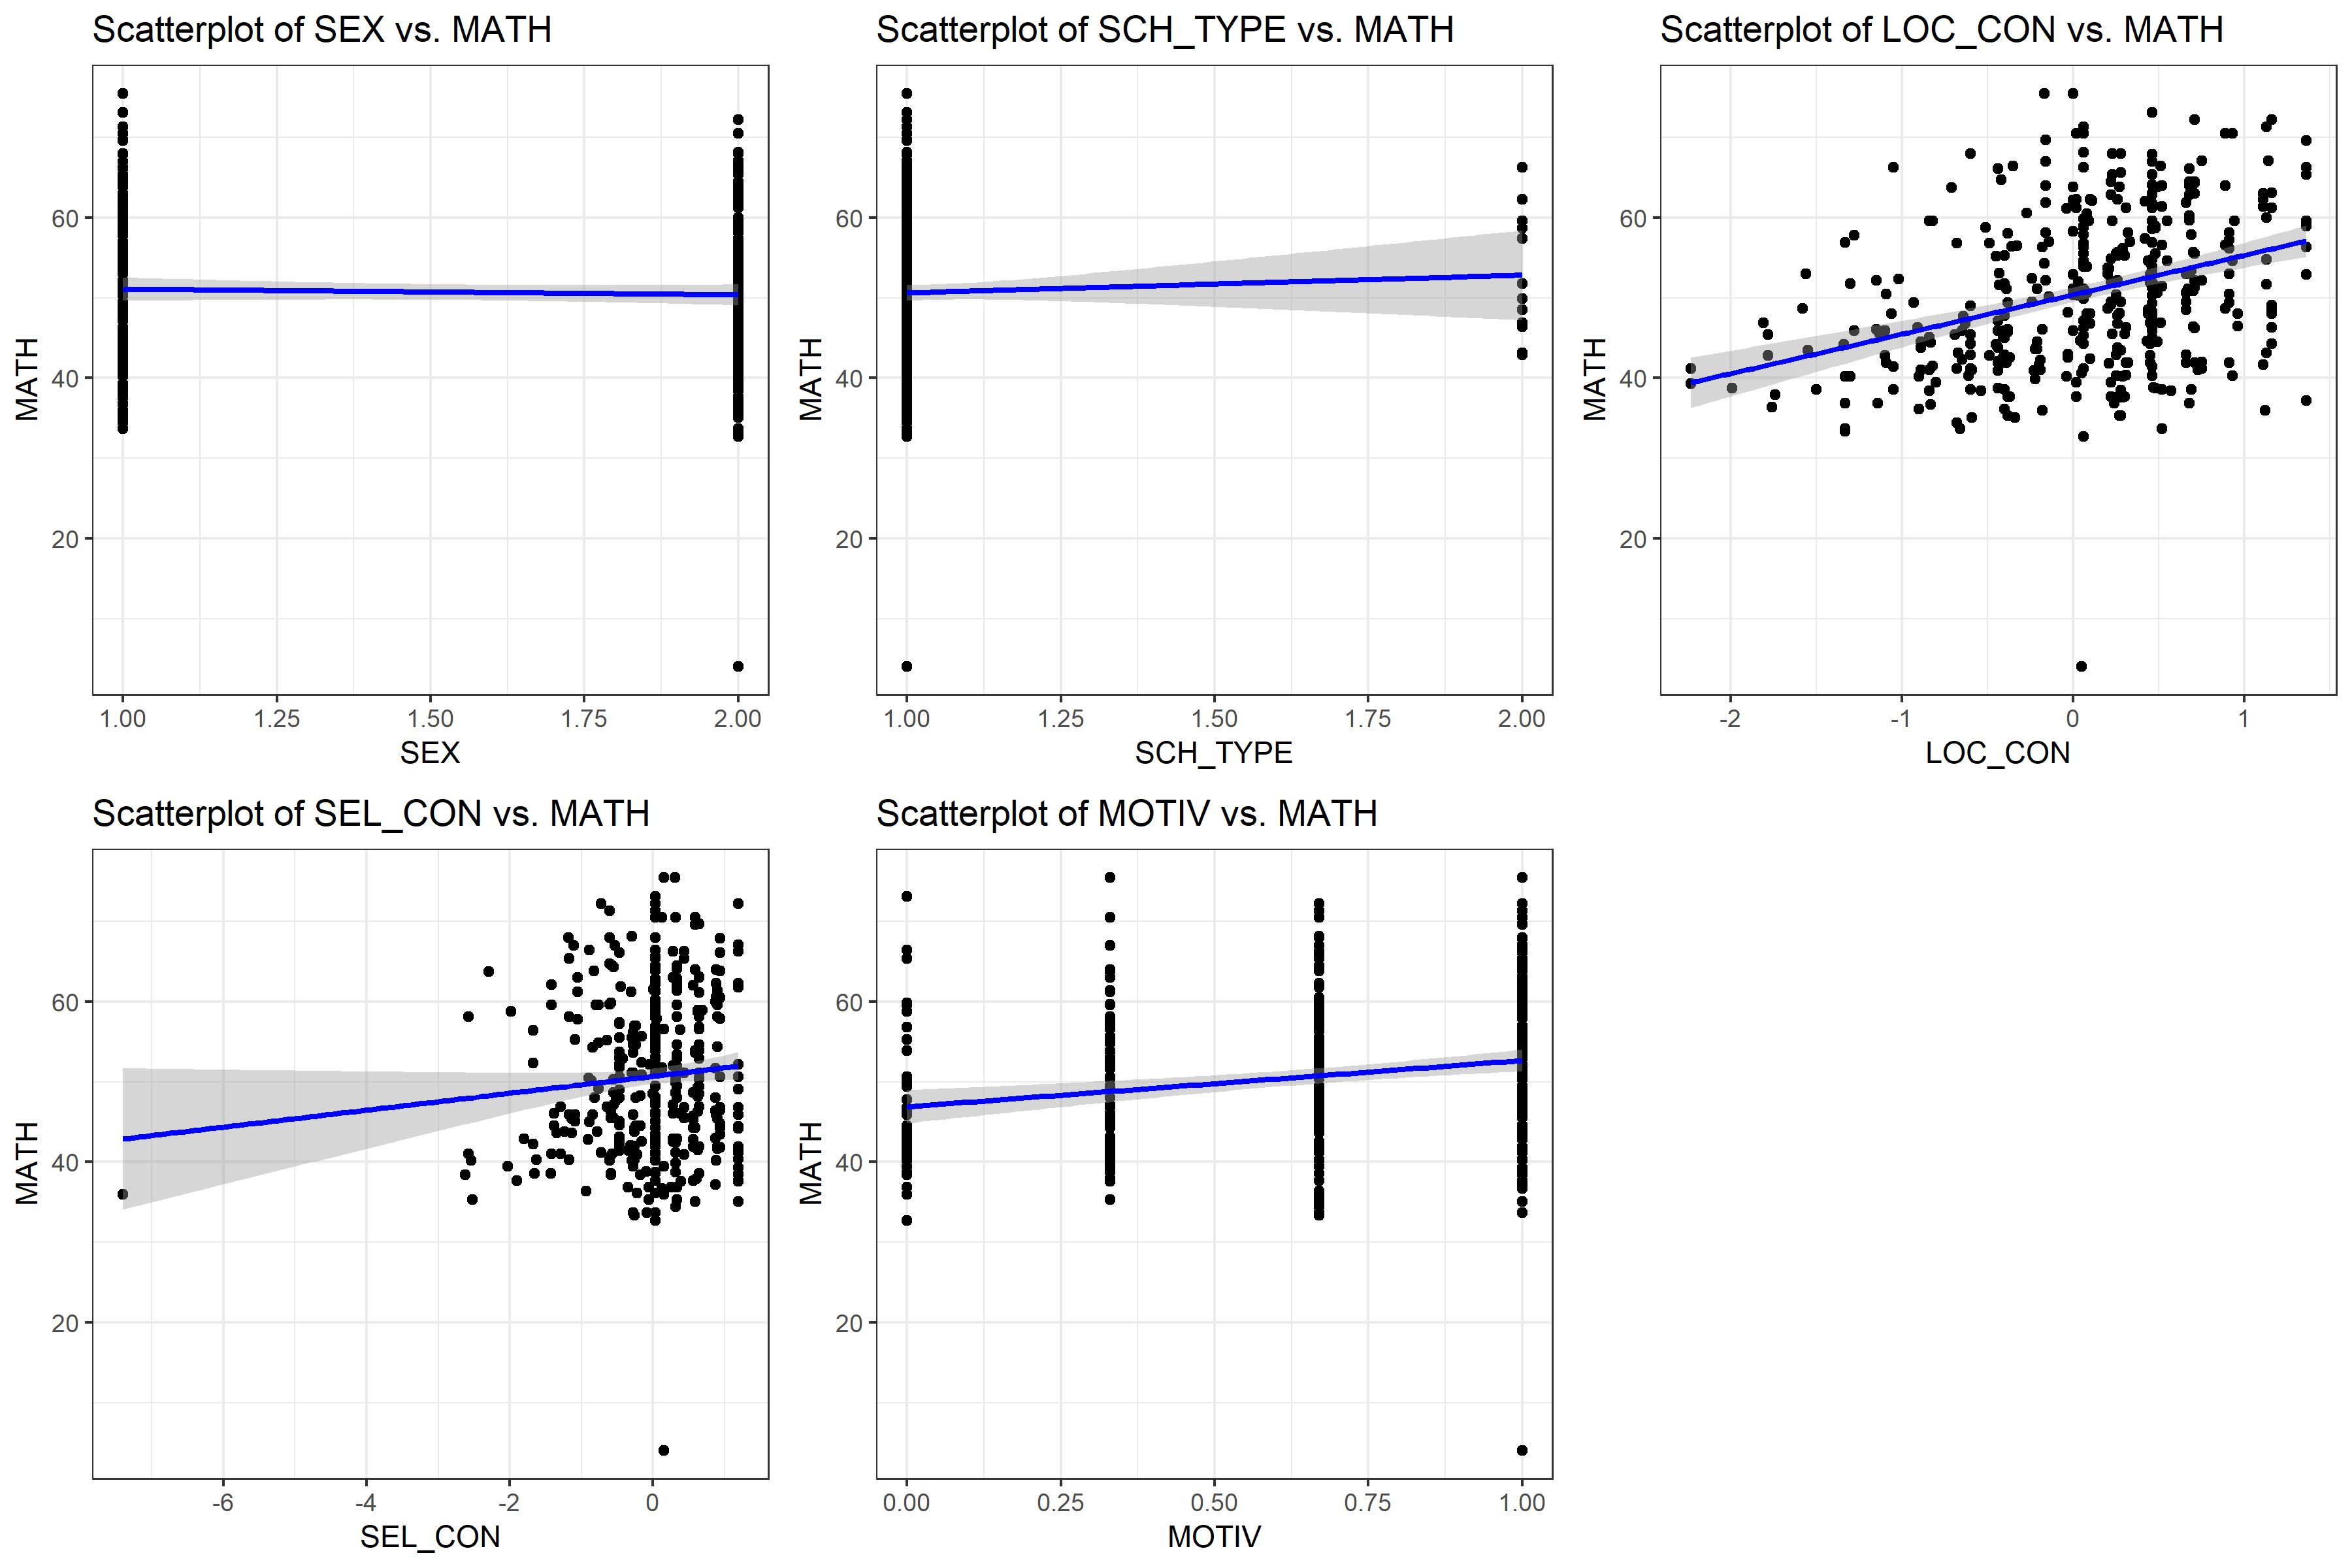 Scatterplot of SEX vs. MATH
MATH
60
40
20
1.00 1.25 1.50 1.75 2.00
SEX
Scatterplot of SCH_TYPE vs. MATH
MATH
60
40
20
1.00 1.25 1.50 1.75 2.00
SCH_TYPE
Scatterplot of LOC_CON vs. MATH
MATH
60
40
20
-2 -1 0 1
LOC_CON
Scatterplot of SEL_CON vs. MATH
MATH
60
40
20
-6 -4 -2 0
SEL_CON
Scatterplot of MOTIV vs. MATH
MATH
60
40
20
0.00 0.25 0.50 0.75 1.00
MOTIV